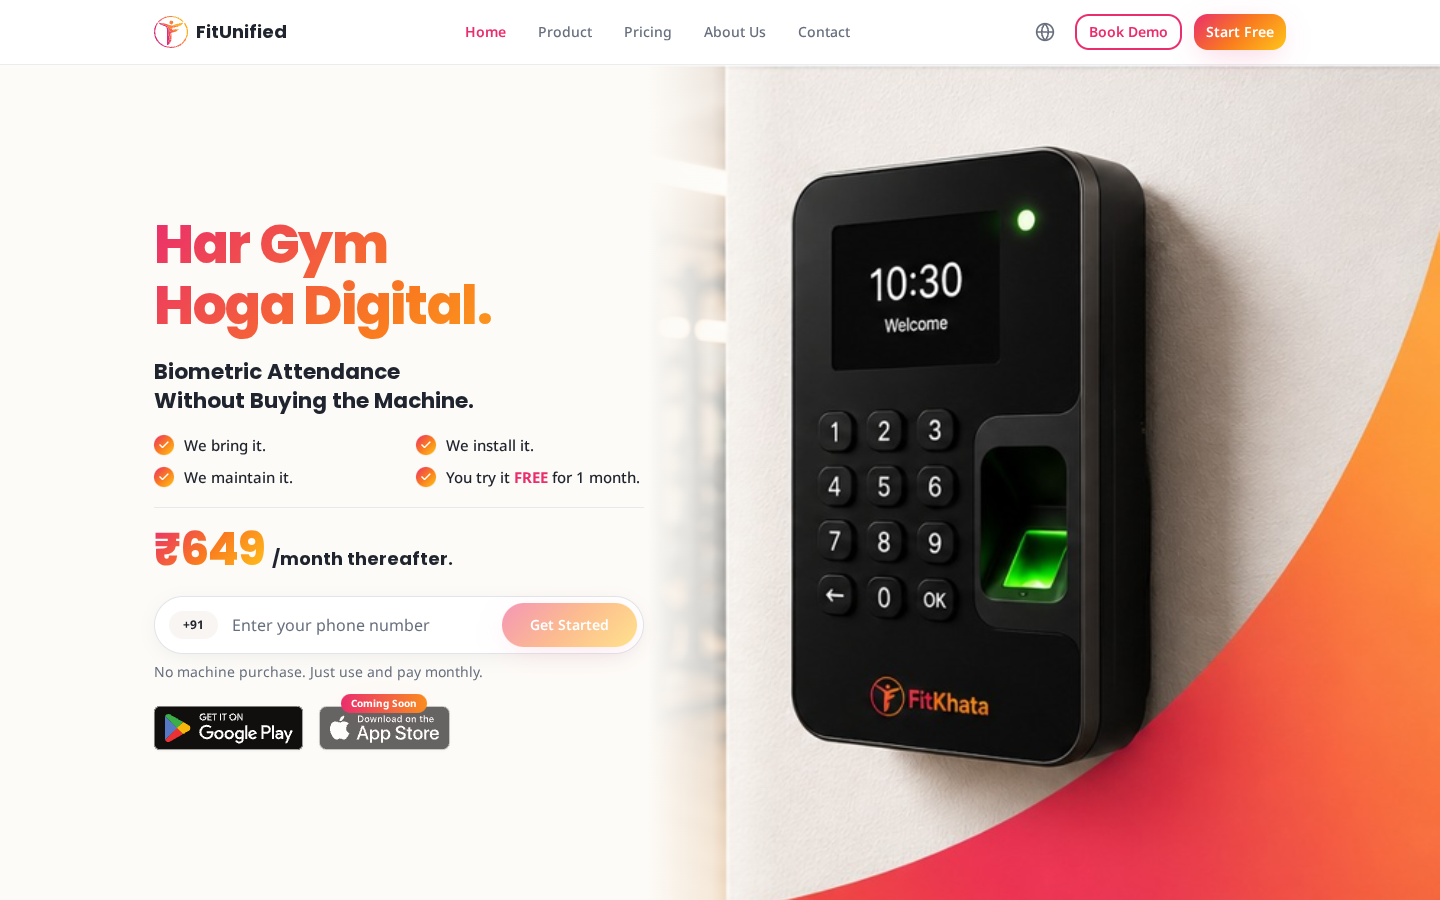 FitUnified
Home
Product
Pricing
About Us
Contact
Book Demo
Start Free
Har Gym
Hoga Digital.
Biometric Attendance
Without Buying the Machine.
We bring it.
We install it.
We maintain it.
You try it FREE for 1 month.
₹649 /month thereafter.
+91
Enter your phone number
Get Started
No machine purchase. Just use and pay monthly.
GET IT ON
Google Play
Coming Soon
Download on the
App Store
10:30
Welcome
1 2 3
4 5 6
7 8 9
← 0 OK
FitKhata